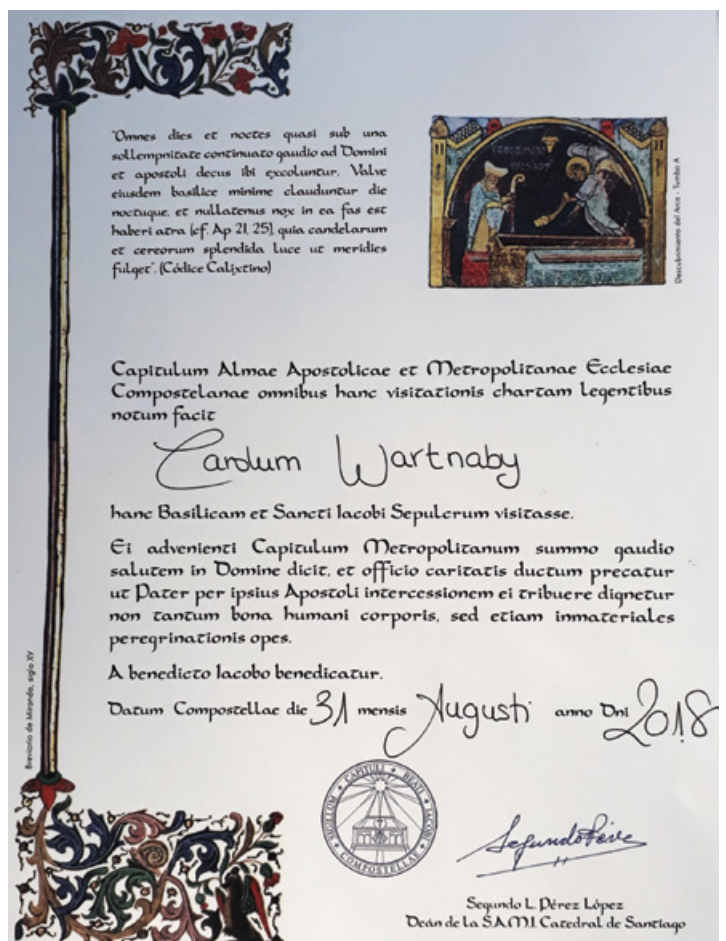 "Omnes dies et noctes quasi sub una
sollempnitate continuato gaudio ad Domini
et apostoli decus ibi excoluntur. Valve
eiusdem basilice minime clauduntur die
noctuque, et nullatenus nox in ea fas est
haberi atra [cf. Ap 21, 25], quia candelarum
et cereorum splendida luce ut meridies
fulget". (Códice Calixtino)
Descubrimiento del Arca - Tumbo A
Capitulum Almae Apostolicae et Metropolitanae Ecclesiae
Compostelanae omnibus hanc visitationis chartam legentibus
notum facit
Carolum Wartnaby
hanc Basilicam et Sancti Iacobi Sepulcrum visitasse.
Ei advenienti Capitulum Metropolitanum summo gaudio
salutem in Domine dicit, et officio caritatis ductum precatur
ut Pater per ipsius Apostoli intercessionem ei tribuere dignetur
non tantum bona humani corporis, sed etiam inmateriales
peregrinationis opes.
A benedicto Iacobo benedicatur.
Datum Compostellae die 31 mensis Augusti anno Dni 2018
Breviario de Miranda, siglo XV
SIGILLUM CAPITULI BEATI JACOBI
COMPOSTELLAE
Segundo L. Pérez López
Deán de la S.A.M.I. Catedral de Santiago